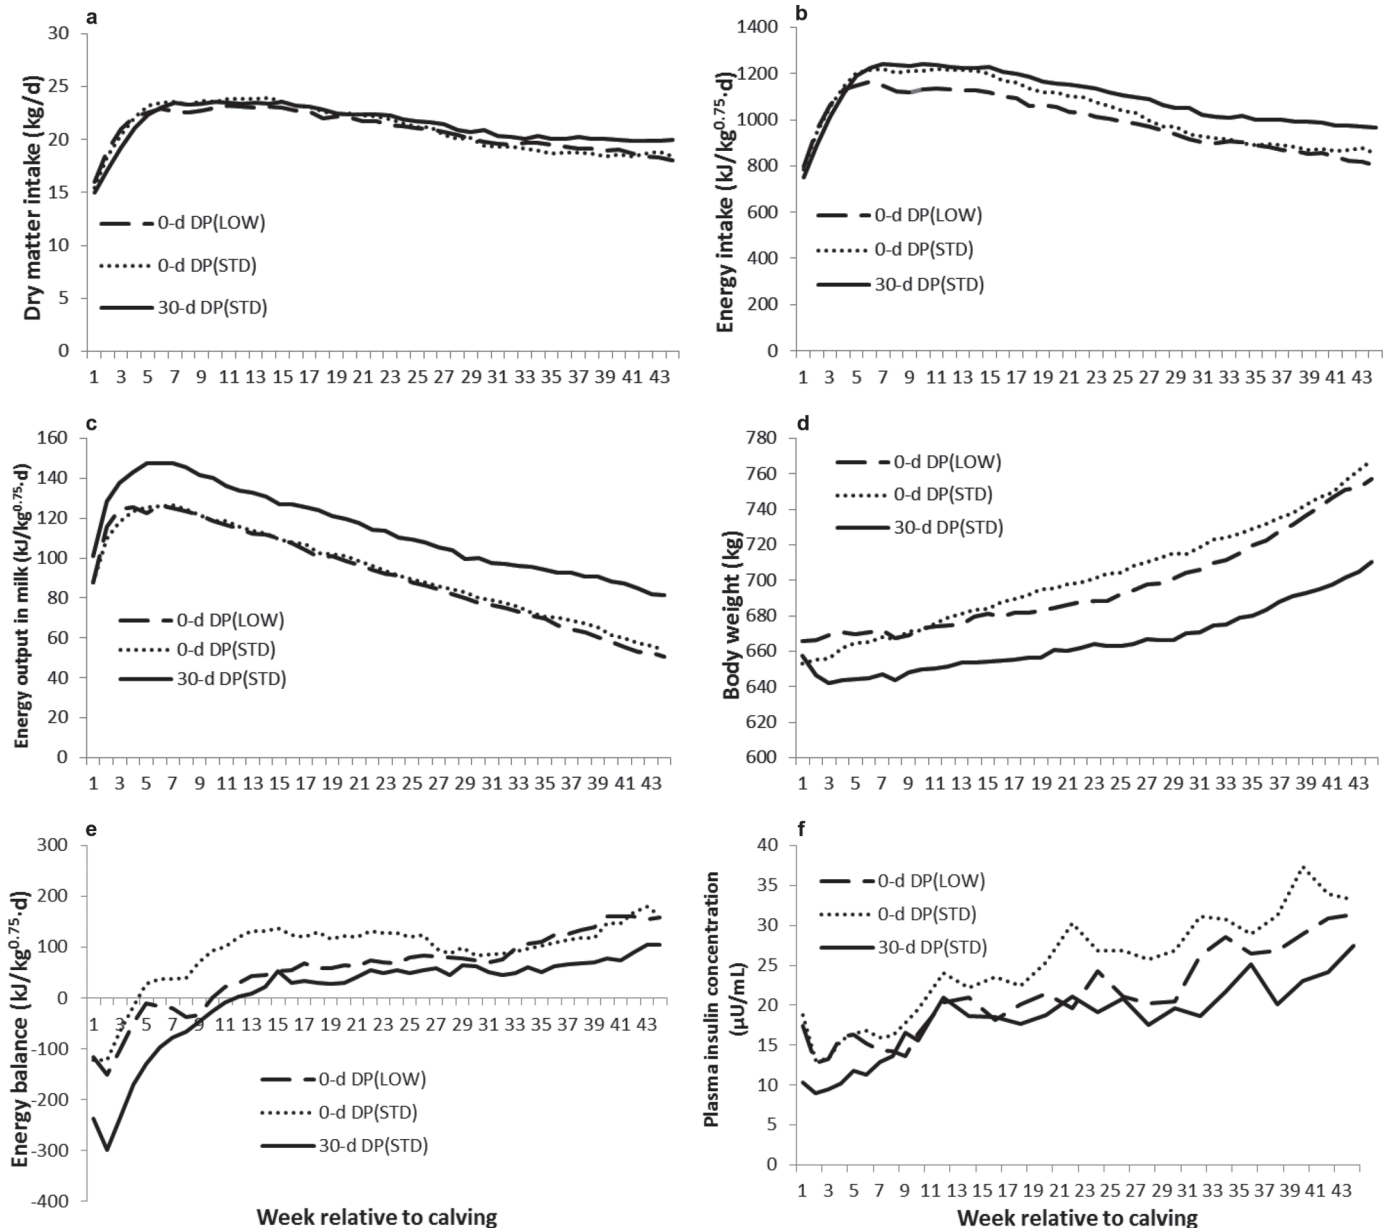 a
Dry matter intake (kg/d)
30
25
20
15
10
5
0
0-d DP(LOW)
0-d DP(STD)
30-d DP(STD)
1 3 5 7 9 11 13 15 17 19 21 23 25 27 29 31 33 35 37 39 41 43
b
Energy intake (kJ/kg^0.75·d)
1400
1200
1000
800
600
400
200
0
0-d DP(LOW)
0-d DP(STD)
30-d DP(STD)
1 3 5 7 9 11 13 15 17 19 21 23 25 27 29 31 33 35 37 39 41 43
c
Energy output in milk (kJ/kg^0.75·d)
160
140
120
100
80
60
40
20
0
0-d DP(LOW)
0-d DP(STD)
30-d DP(STD)
1 3 5 7 9 11 13 15 17 19 21 23 25 27 29 31 33 35 37 39 41 43
d
Body weight (kg)
780
760
740
720
700
680
660
640
620
600
0-d DP(LOW)
0-d DP(STD)
30-d DP(STD)
1 3 5 7 9 11 13 15 17 19 21 23 25 27 29 31 33 35 37 39 41 43
e
Energy balance (kJ/kg^0.75·d)
300
200
100
0
-100
-200
-300
-400
1 3 5 7 9 11 13 15 17 19 21 23 25 27 29 31 33 35 37 39 41 43
0-d DP(LOW)
0-d DP(STD)
30-d DP(STD)
Week relative to calving
f
Plasma insulin concentration
(µU/mL)
40
35
30
25
20
15
10
5
0
0-d DP(LOW)
0-d DP(STD)
30-d DP(STD)
1 3 5 7 9 11 13 15 17 19 21 23 25 27 29 31 33 35 37 39 41 43
Week relative to calving